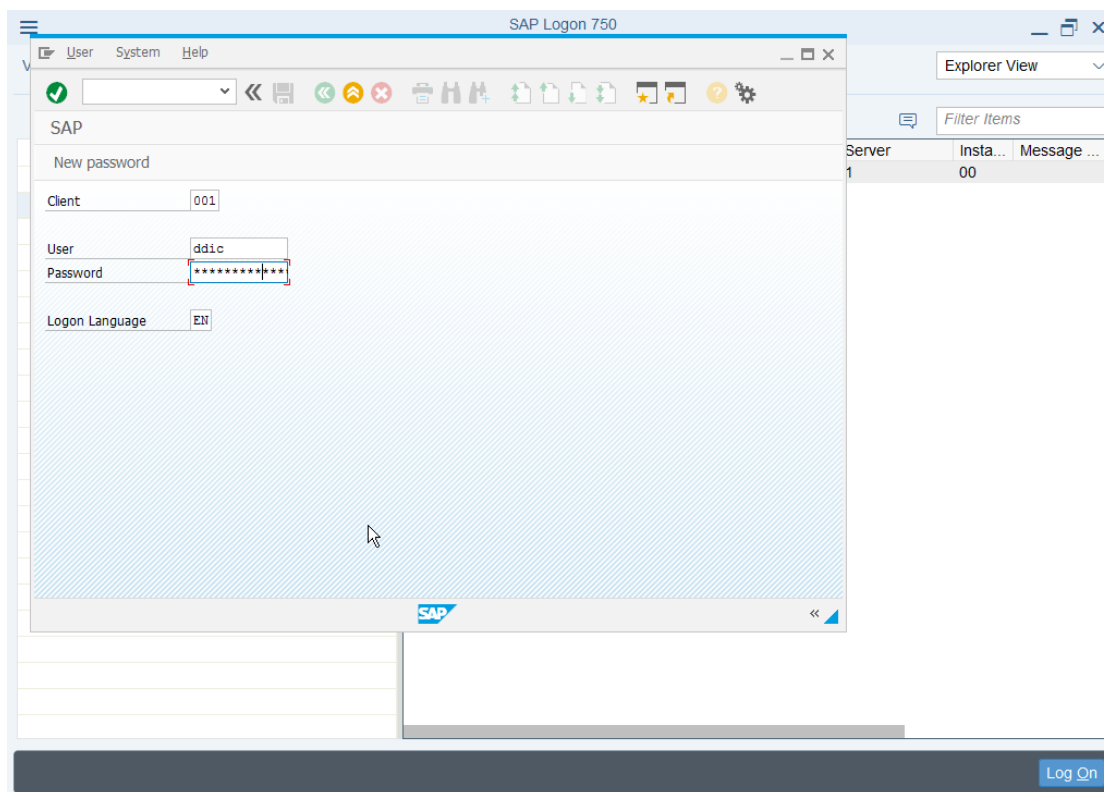 SAP Logon 750
User System Help
Explorer View
SAP
Filter Items
New password
Server Insta... Message ...
1 00
Client 001
User ddic
Password *************
Logon Language EN
SAP
Log On